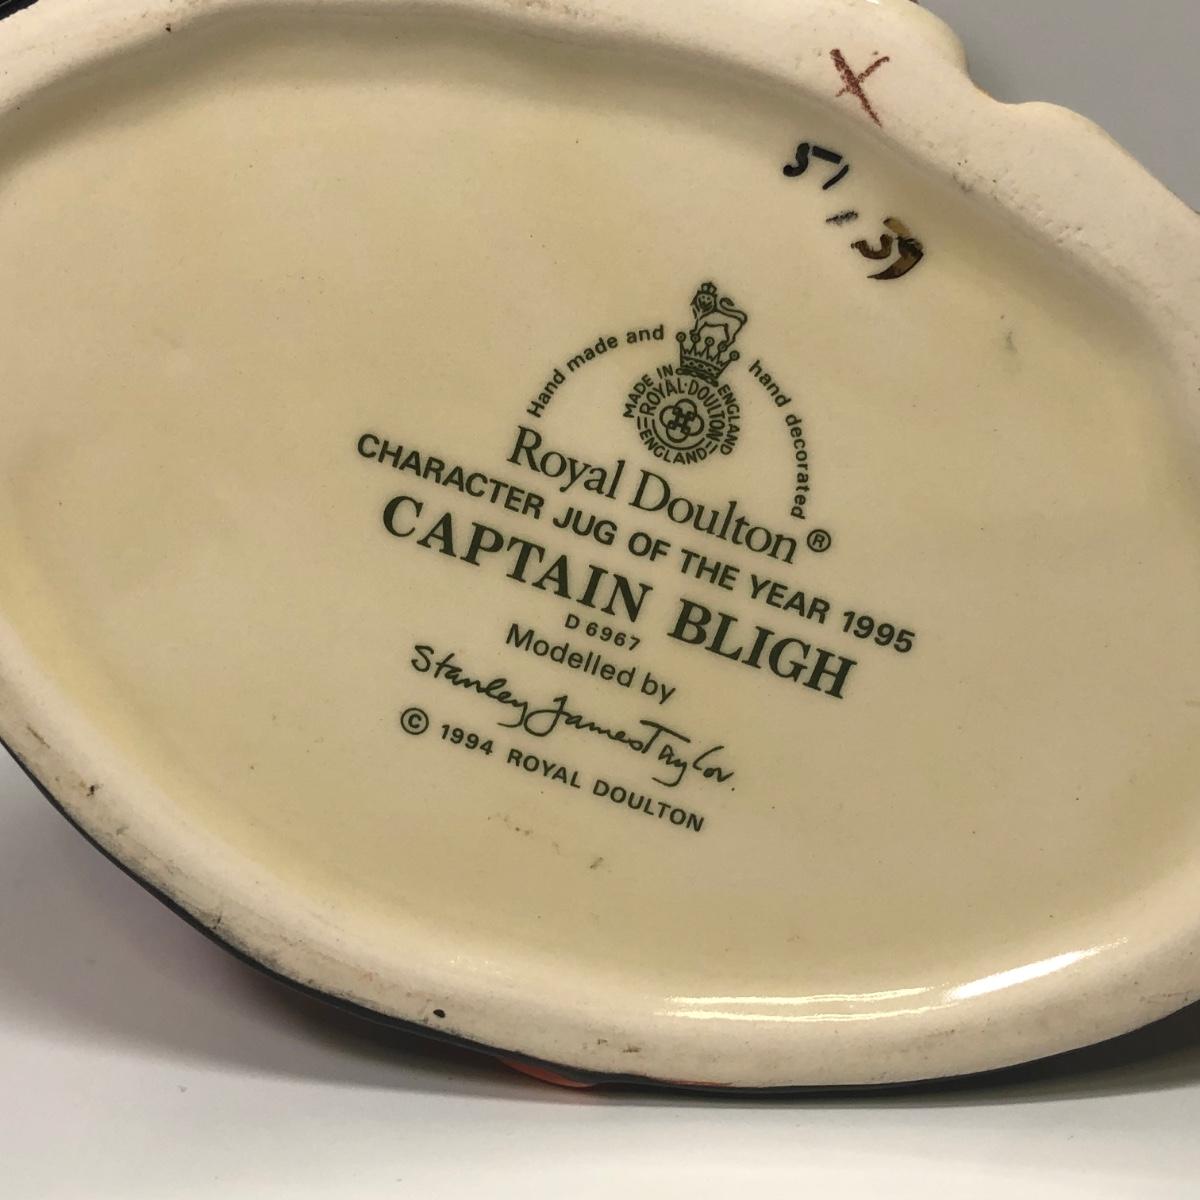 X
Hand made and hand decorated
MADE IN ENGLAND
ROYAL·DOULTON
ENGLAND
Royal Doulton®
CHARACTER JUG OF THE YEAR 1995
CAPTAIN BLIGH
D 6967
Modelled by
Stanley James Taylor.
© 1994 ROYAL DOULTON